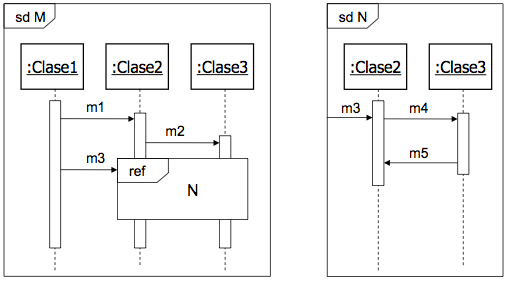 sd M
:Clase1 :Clase2 :Clase3
m1
m2
m3
ref
N
sd N
:Clase2 :Clase3
m3 m4
m5